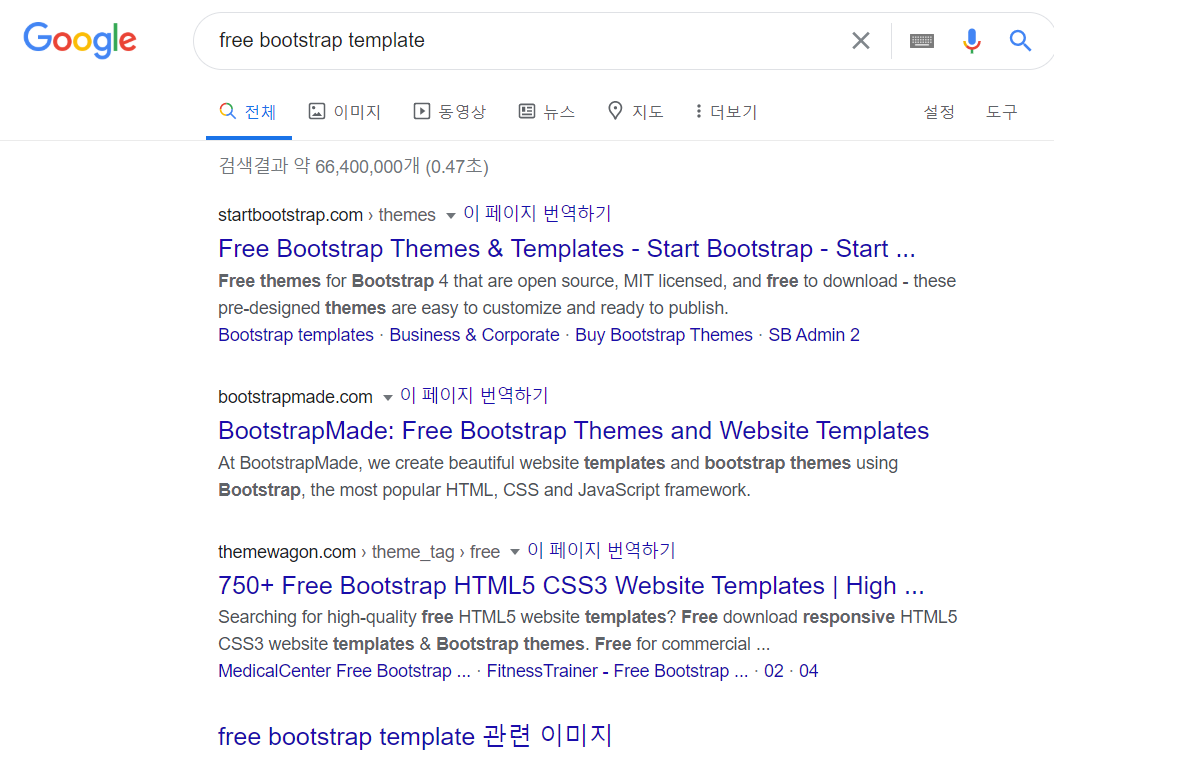 Google
free bootstrap template
전체 이미지 동영상 뉴스 지도 더보기 설정 도구
검색결과 약 66,400,000개 (0.47초)
startbootstrap.com › themes 이 페이지 번역하기
Free Bootstrap Themes & Templates - Start Bootstrap - Start ...
Free themes for Bootstrap 4 that are open source, MIT licensed, and free to download - these
pre-designed themes are easy to customize and ready to publish.
Bootstrap templates · Business & Corporate · Buy Bootstrap Themes · SB Admin 2
bootstrapmade.com 이 페이지 번역하기
BootstrapMade: Free Bootstrap Themes and Website Templates
At BootstrapMade, we create beautiful website templates and bootstrap themes using
Bootstrap, the most popular HTML, CSS and JavaScript framework.
themewagon.com › theme_tag › free 이 페이지 번역하기
750+ Free Bootstrap HTML5 CSS3 Website Templates | High ...
Searching for high-quality free HTML5 website templates? Free download responsive HTML5
CSS3 website templates & Bootstrap themes. Free for commercial ...
MedicalCenter Free Bootstrap ... · FitnessTrainer - Free Bootstrap ... · 02 · 04
free bootstrap template 관련 이미지